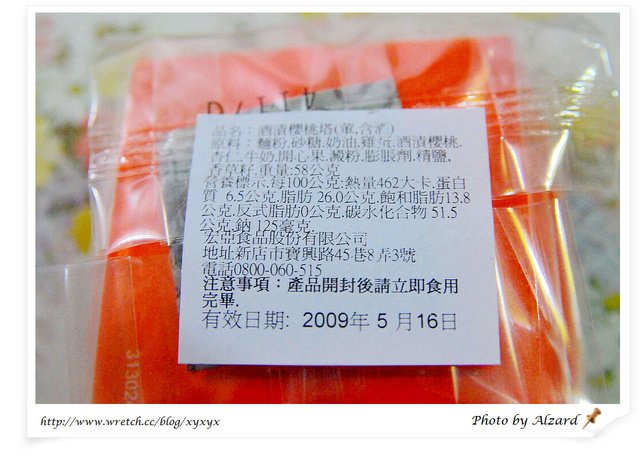 品名：酒漬櫻桃塔(葷,含酒)
原料：麵粉,砂糖,奶油,雞蛋,酒漬櫻桃,
杏仁,牛奶,開心果,澱粉,膨脹劑,精鹽,
香草籽.重量:58公克
營養標示,每100公克:熱量462大卡.蛋白
質 6.5公克.脂肪 26.0公克,飽和脂肪13.8
公克.反式脂肪0公克.碳水化合物 51.5
公克.鈉 125毫克.
宏亞食品股份有限公司
地址新店市寶興路45巷8弄3號
電話0800-060-515
注意事項：產品開封後請立即食用
完畢.
有效日期: 2009年 5 月16日
31302
http://www.wretch.cc/blog/xyxyx
Photo by Alzard